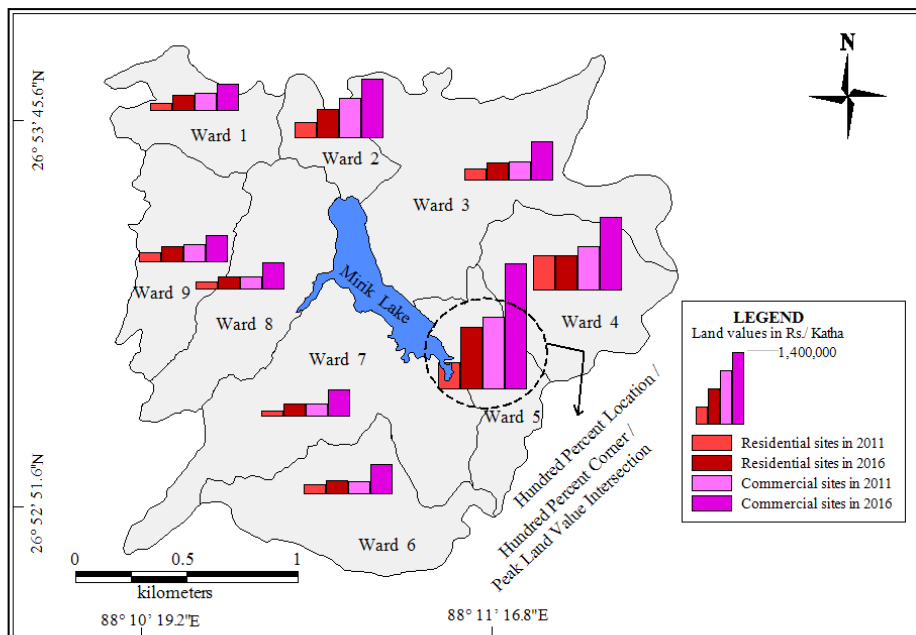 N
26° 53' 45.6"N
Ward 1
Ward 2
Ward 3
Mirik Lake
Ward 9
Ward 8
Ward 4
Ward 7
Ward 5
Ward 6
Hundred Percent Location /
Hundred Percent Corner /
Peak Land Value Intersection
LEGEND
Land values in Rs./ Katha
1,400,000
Residential sites in 2011
Residential sites in 2016
Commercial sites in 2011
Commercial sites in 2016
26° 52' 51.6"N
0 0.5 1
kilometers
88° 10' 19.2"E
88° 11' 16.8"E